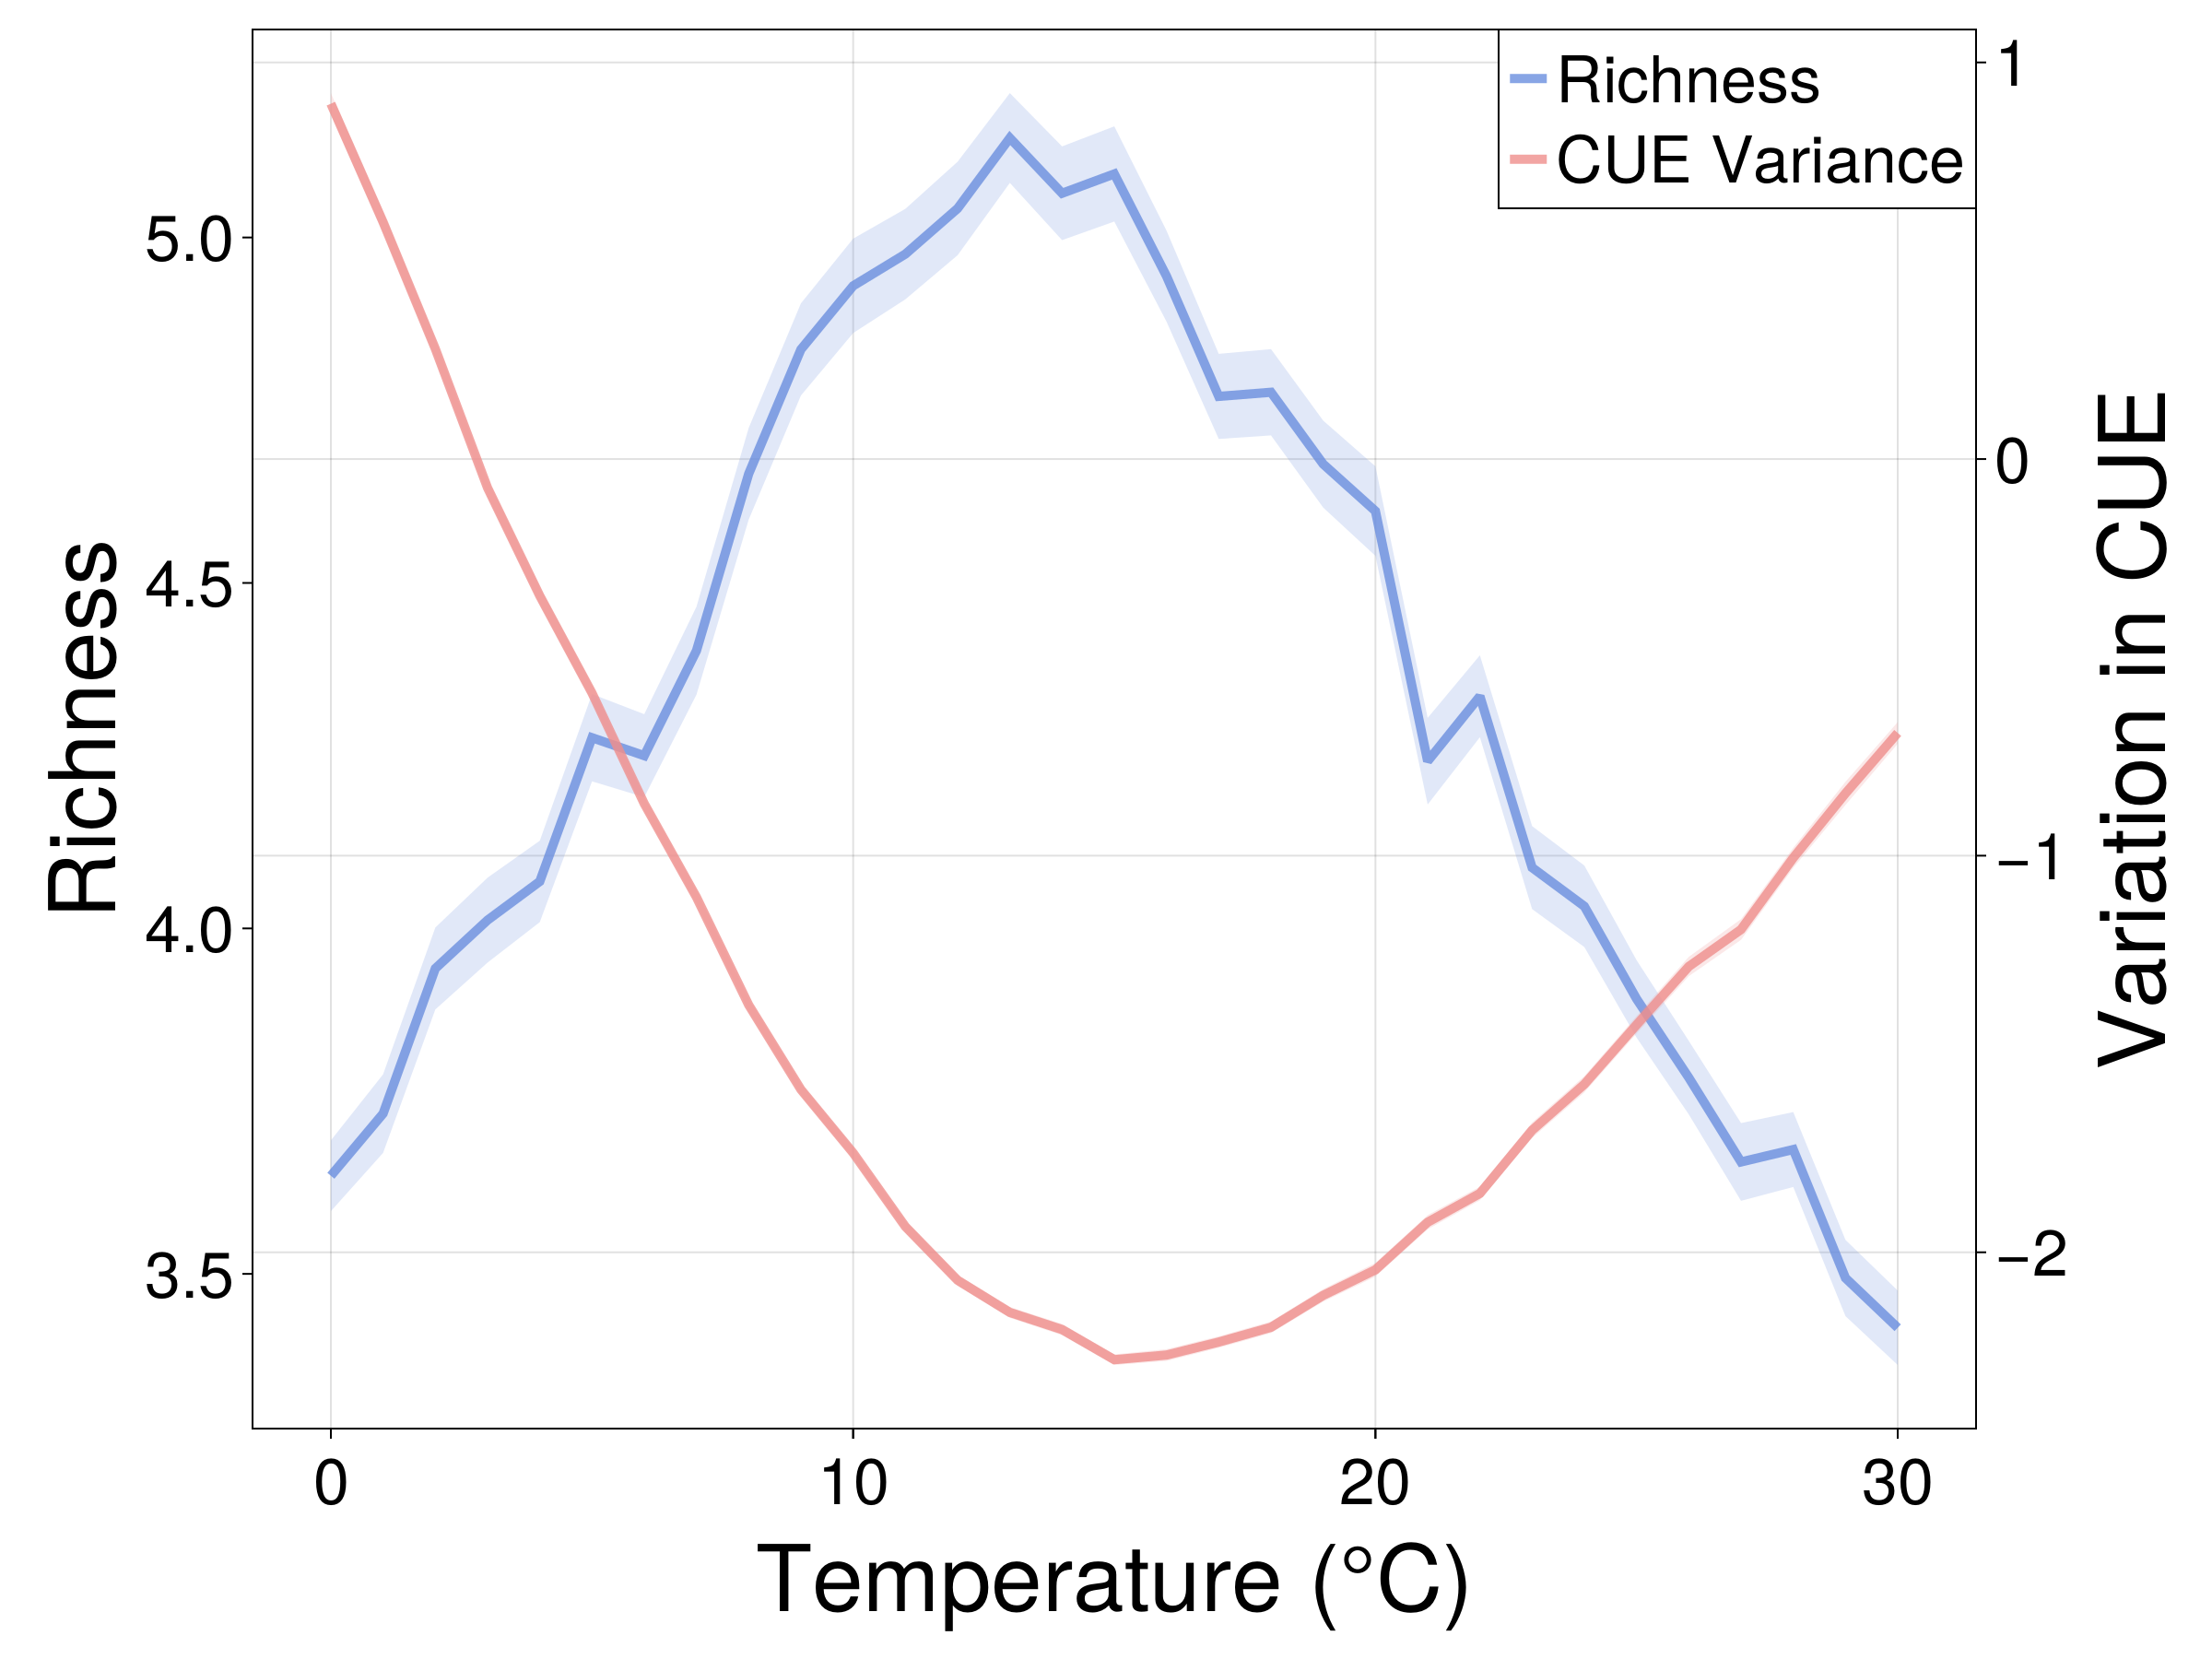 Richness
CUE Variance
Richness
5.0
4.5
4.0
3.5
1
0
−1
−2
Variation in CUE
0 10 20 30
Temperature (°C)